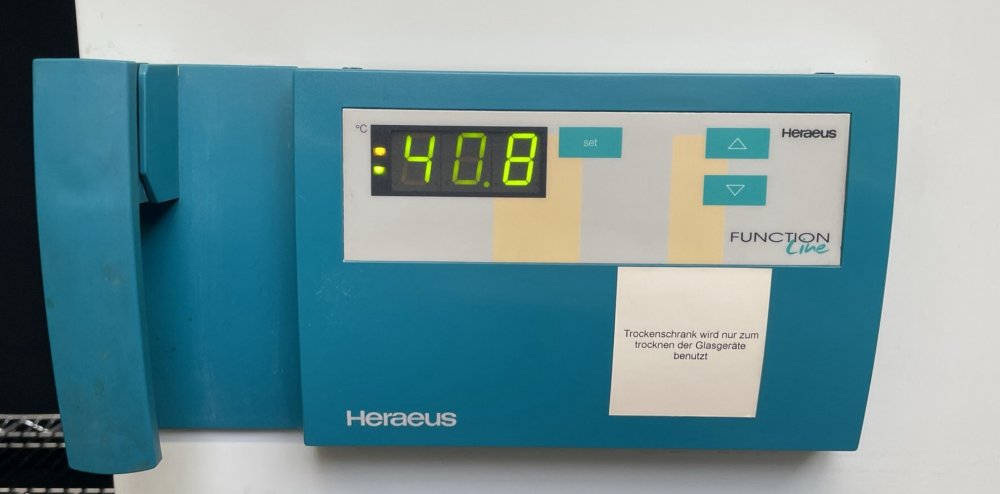 °C
40.8
set
Heraeus
FUNCTION
Line
Trockenschrank wird nur zum
trocknen der Glasgeräte
benutzt
Heraeus